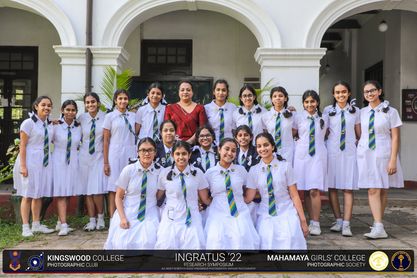 KINGSWOOD COLLEGE
PHOTOGRAPHIC CLUB
INGRATUS '22
RESEARCH SYMPOSIUM
MAHAMAYA GIRLS' COLLEGE
PHOTOGRAPHIC SOCIETY